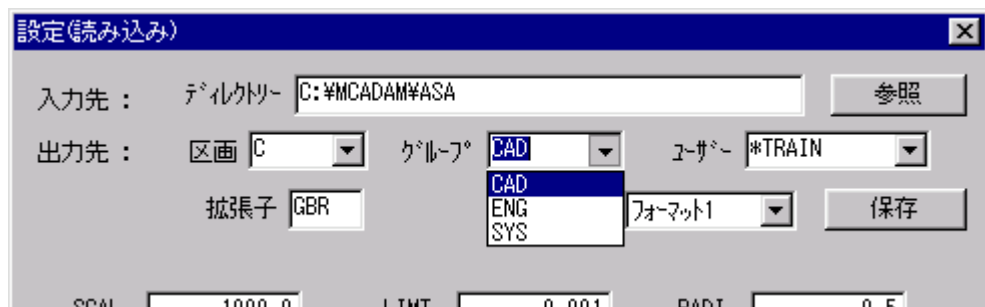 設定(読み込み)
入力先： ﾃﾞｨﾚｸﾄﾘｰ C:¥MCADAM¥ASA 参照
出力先： 区画 C ｸﾞﾙｰﾌﾟ CAD ﾕｰｻﾞｰ *TRAIN
CAD
拡張子 GBR ENG ﾌｫｰﾏｯﾄ1 保存
SYS